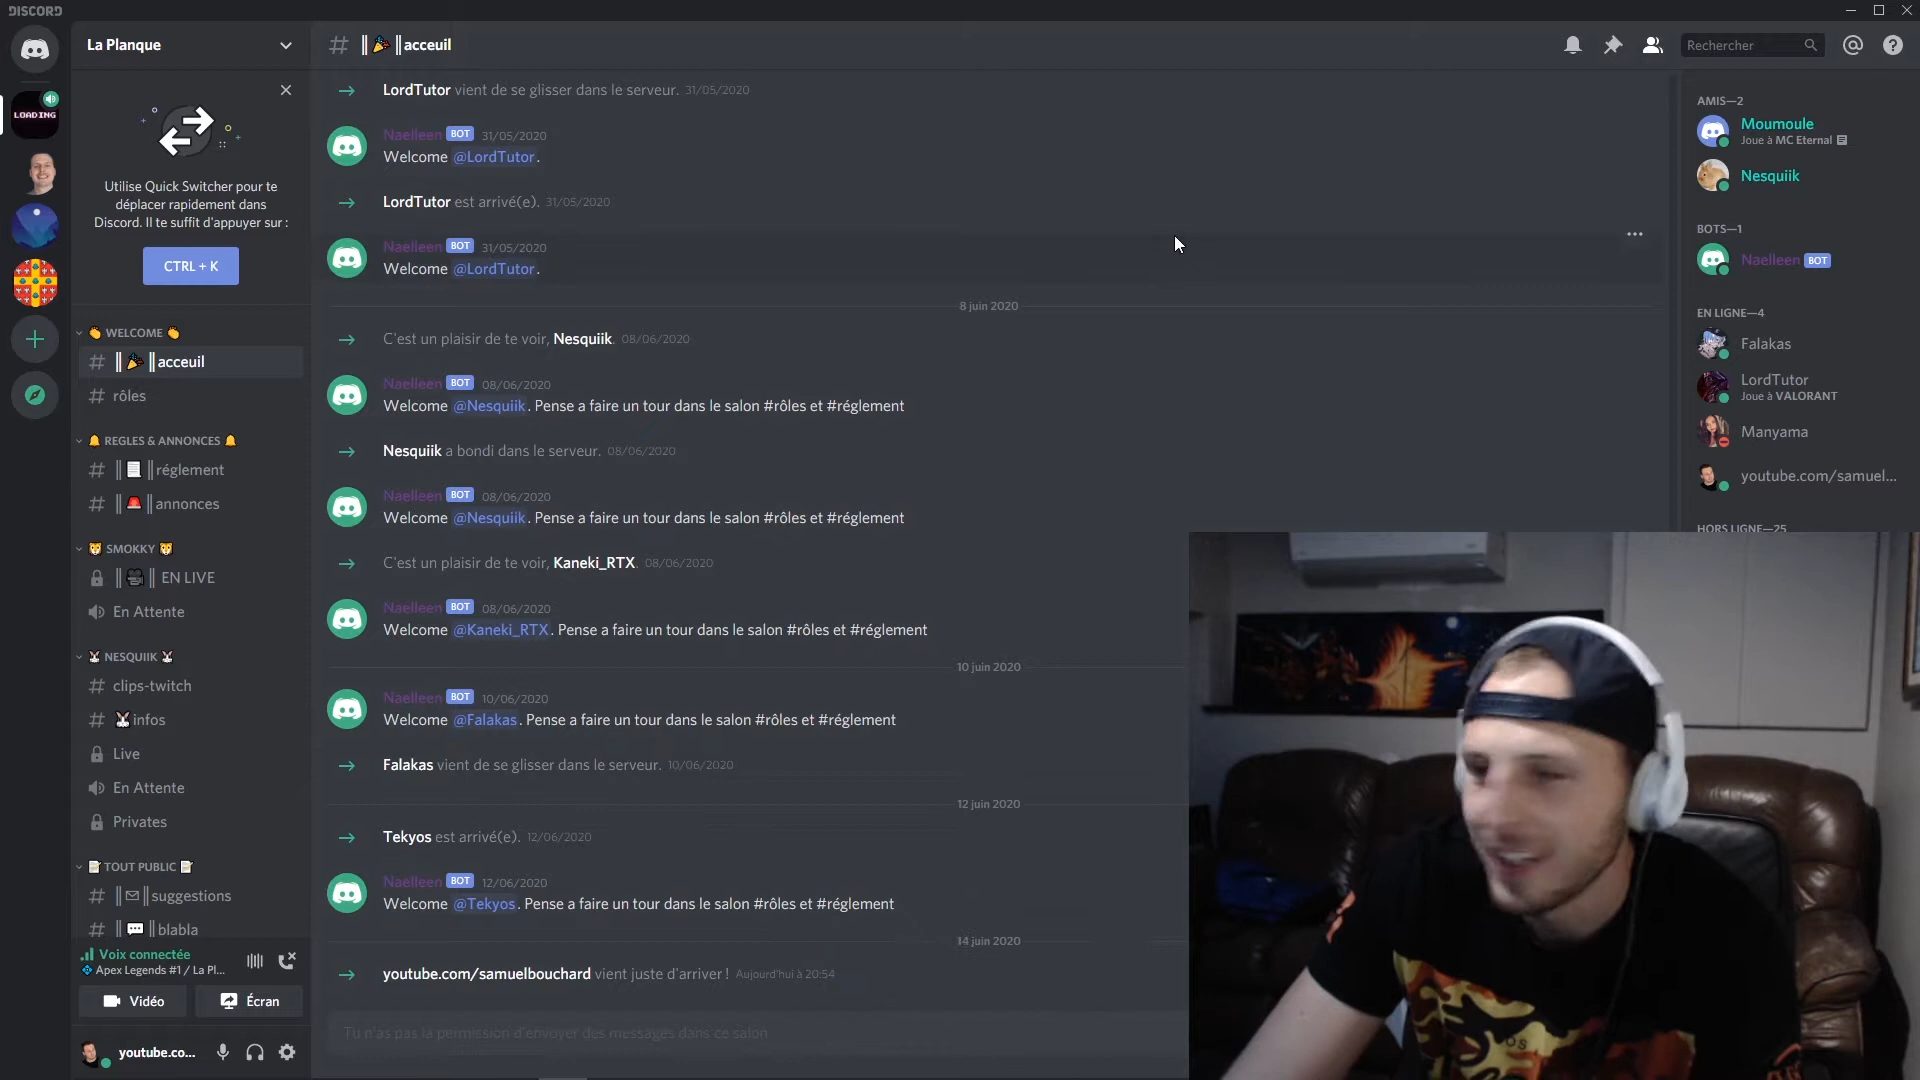 DISCORD
La Planque
acceuil
Rechercher
LOADING
Utilise Quick Switcher pour te
déplacer rapidement dans
Discord. Il te suffit d'appuyer sur :
CTRL + K
WELCOME
acceuil
rôles
REGLES & ANNONCES
réglement
annonces
SMOKKY
EN LIVE
En Attente
NESQUIIK
clips-twitch
infos
Live
En Attente
Privates
TOUT PUBLIC
suggestions
blabla
Voix connectée
Apex Legends #1 / La Pl...
Vidéo
Écran
youtube.co...
LordTutor vient de se glisser dans le serveur. 31/05/2020
Naelleen BOT 31/05/2020
Welcome @LordTutor.
LordTutor est arrivé(e). 31/05/2020
Naelleen BOT 31/05/2020
Welcome @LordTutor.
8 juin 2020
C'est un plaisir de te voir, Nesquiik. 08/06/2020
Naelleen BOT 08/06/2020
Welcome @Nesquiik. Pense a faire un tour dans le salon #rôles et #réglement
Nesquiik a bondi dans le serveur. 08/06/2020
Naelleen BOT 08/06/2020
Welcome @Nesquiik. Pense a faire un tour dans le salon #rôles et #réglement
C'est un plaisir de te voir, Kaneki_RTX. 08/06/2020
Naelleen BOT 08/06/2020
Welcome @Kaneki_RTX. Pense a faire un tour dans le salon #rôles et #réglement
10 juin 2020
Naelleen BOT 10/06/2020
Welcome @Falakas. Pense a faire un tour dans le salon #rôles et #réglement
Falakas vient de se glisser dans le serveur. 10/06/2020
12 juin 2020
Tekyos est arrivé(e). 12/06/2020
Naelleen BOT 12/06/2020
Welcome @Tekyos. Pense a faire un tour dans le salon #rôles et #réglement
14 juin 2020
youtube.com/samuelbouchard vient juste d'arriver ! Aujourd'hui à 20:54
Tu n'as pas la permission d'envoyer des messages dans ce salon
AMIS—2
Moumoule
Joue à MC Eternal
Nesquiik
BOTS—1
Naelleen BOT
EN LIGNE—4
Falakas
LordTutor
Joue à VALORANT
Manyama
youtube.com/samuel...
HORS LIGNE—25